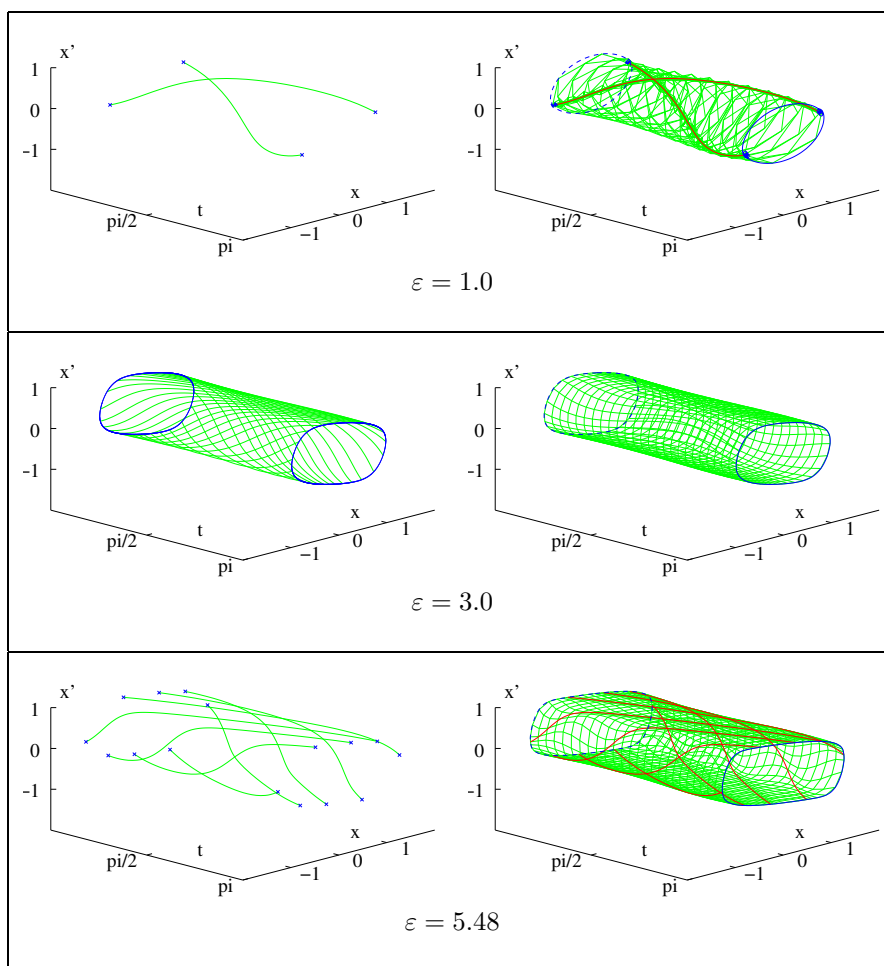 x' x'
1 1
0 0
-1 -1
x x
pi/2 t 0 1 pi/2 t 0 1
pi −1 pi −1
ε = 1.0
x' x'
1 1
0 0
-1 -1
x x
pi/2 t 0 1 pi/2 t 0 1
pi −1 pi −1
ε = 3.0
x' x'
1 1
0 0
-1 -1
x x
pi/2 t 0 1 pi/2 t 0 1
pi −1 pi −1
ε = 5.48